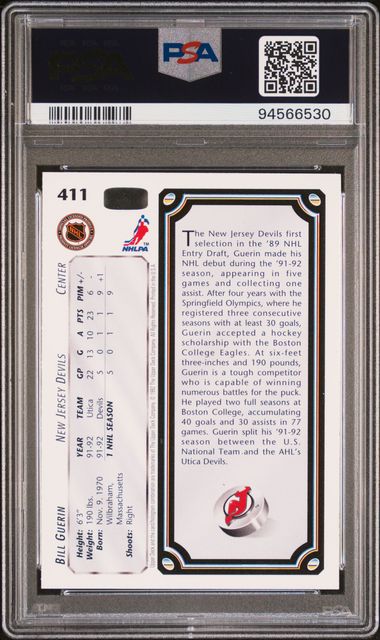 PSA
94566530
411
NHL
NHLPA
TM
BILL GUERIN NEW JERSEY DEVILS CENTER
Height: 6'3"
Weight: 190 lbs.
Born: Nov. 9, 1970
Wilbraham,
Massachusetts
Shoots: Right
YEAR TEAM GP G A PTS PIM +/-
91-92 Utica 22 13 10 23 6 -
91-92 Devils 5 0 1 1 9 +1
1 NHL SEASON 5 0 1 1 9
The New Jersey Devils first
selection in the '89 NHL
Entry Draft, Guerin made his
NHL debut during the '91-92
season, appearing in five
games and collecting one
assist. After four years with the
Springfield Olympics, where he
registered three consecutive
seasons with at least 30 goals,
Guerin accepted a hockey
scholarship with the Boston
College Eagles. At six-feet
three-inches and 190 pounds,
Guerin is a tough competitor
who is capable of winning
numerous battles for the puck.
He played two full seasons at
Boston College, accumulating
40 goals and 30 assists in 77
games. Guerin split his '91-92
season between the U.S.
National Team and the AHL's
Utica Devils.